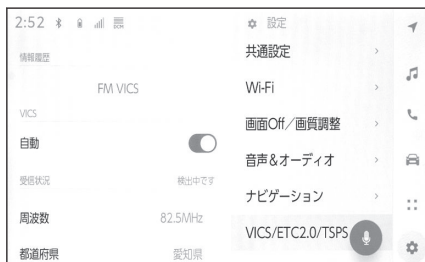 2:52
情報履歴
FM VICS
VICS
自動
受信状況 検出中です
周波数 82.5MHz
都道府県 愛知県
設定
共通設定
Wi-Fi
画面Off／画質調整
音声＆オーディオ
ナビゲーション
VICS/ETC2.0/TSPS